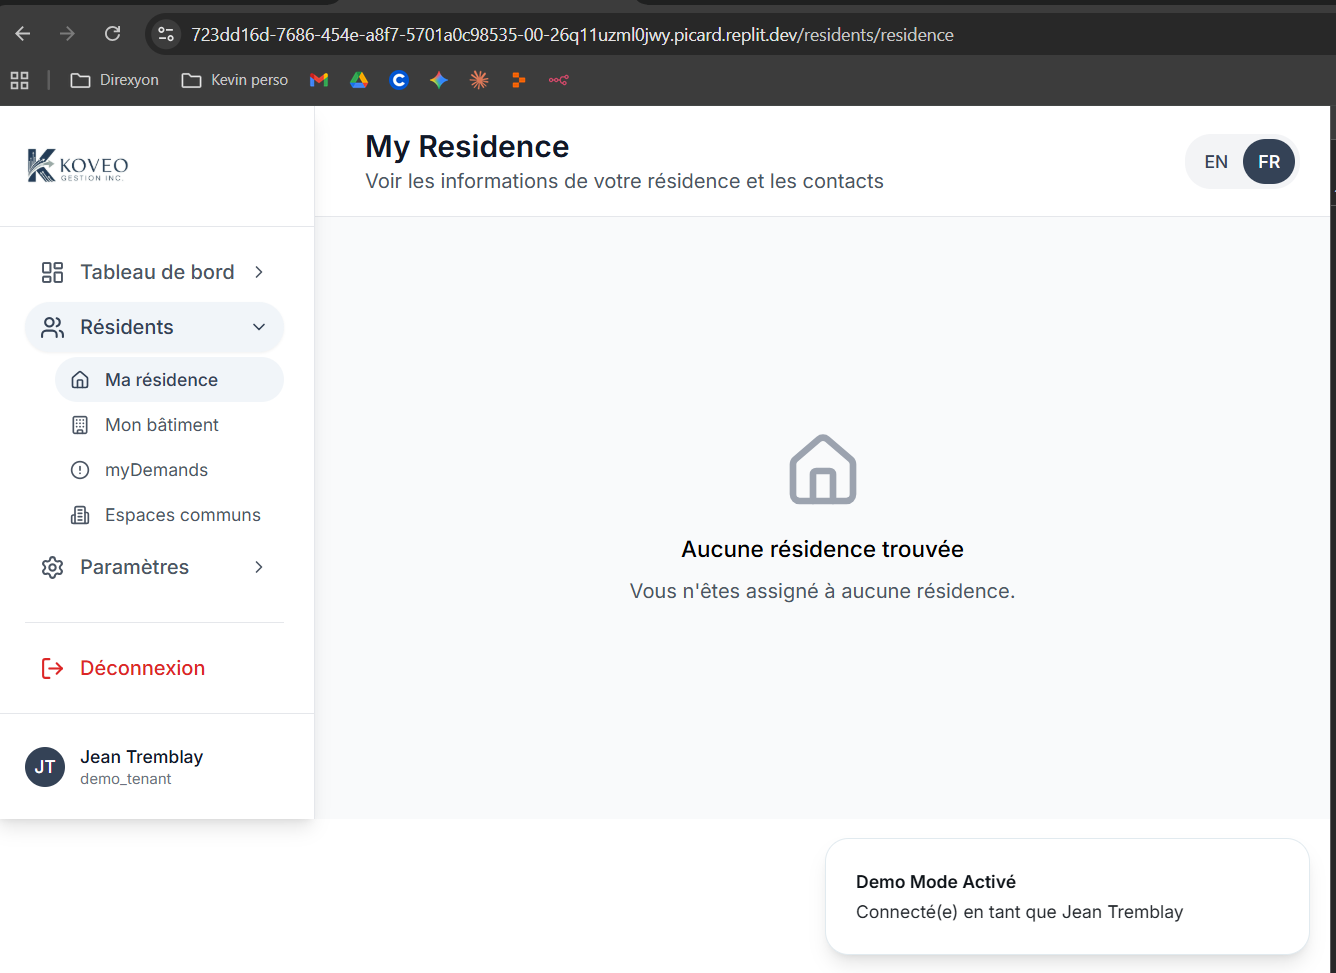 723dd16d-7686-454e-a8f7-5701a0c98535-00-26q11uzml0jwy.picard.replit.dev/residents/residence
Direxyon
Kevin perso
KOVEO
GESTION INC.
My Residence
Voir les informations de votre résidence et les contacts
EN
FR
Tableau de bord
Résidents
Ma résidence
Mon bâtiment
myDemands
Espaces communs
Paramètres
Déconnexion
JT
Jean Tremblay
demo_tenant
Aucune résidence trouvée
Vous n'êtes assigné à aucune résidence.
Demo Mode Activé
Connecté(e) en tant que Jean Tremblay